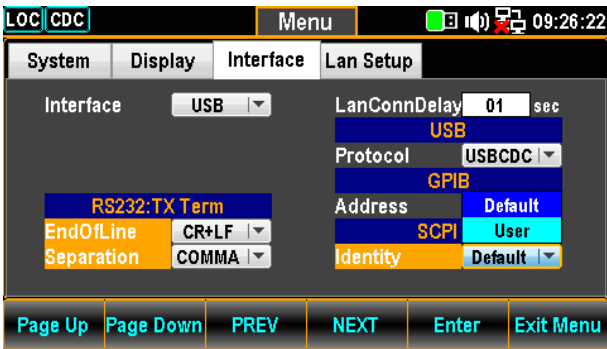 LOC CDC Menu 09:26:22
System Display Interface Lan Setup
Interface USB LanConnDelay 01 sec
USB
Protocol USBCDC
GPIB
RS232:TX Term Address Default
EndOfLine CR+LF SCPI User
Separation COMMA Identity Default
Page Up Page Down PREV NEXT Enter Exit Menu